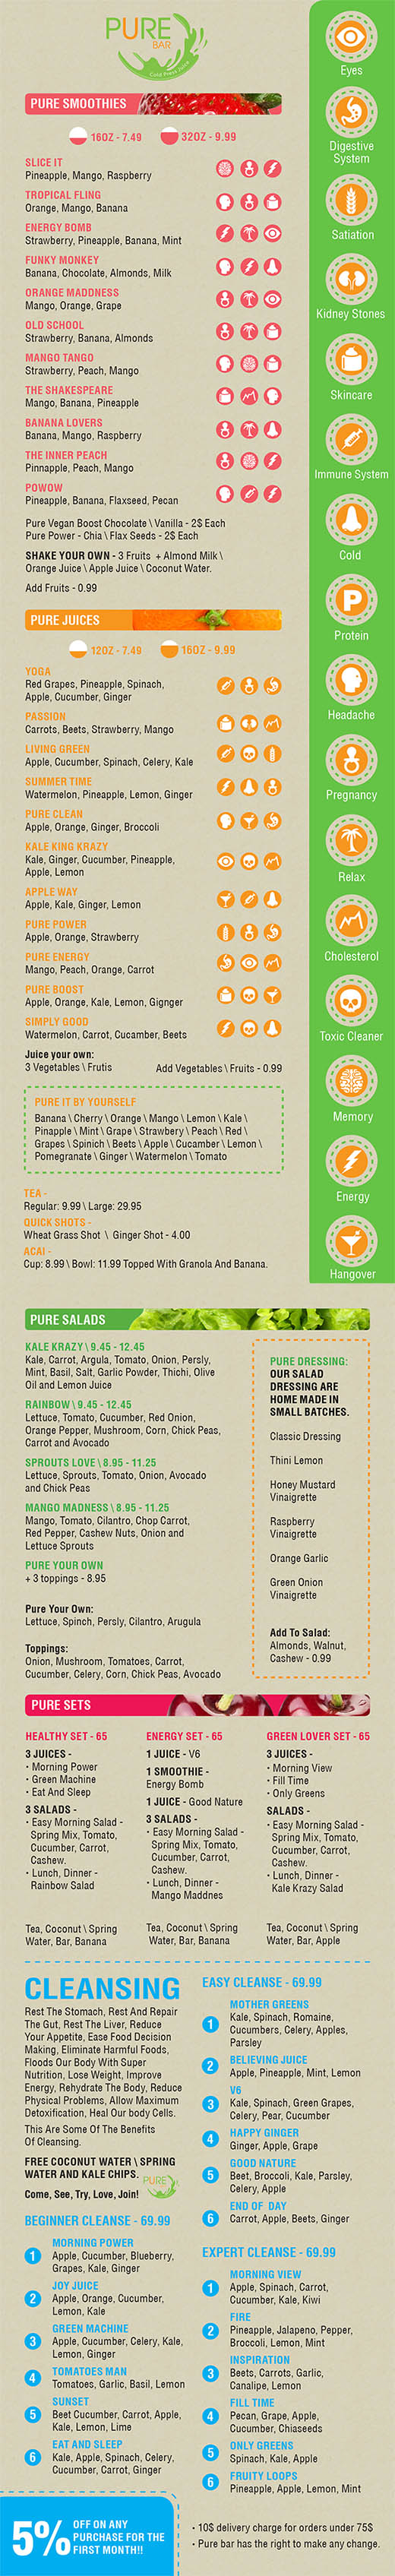 PURE
BAR
Cold Press Juice
PURE SMOOTHIES
16OZ - 7.49 32OZ - 9.99
SLICE IT
Pineapple, Mango, Raspberry
TROPICAL FLING
Orange, Mango, Banana
ENERGY BOMB
Strawberry, Pineapple, Banana, Mint
FUNKY MONKEY
Banana, Chocolate, Almonds, Milk
ORANGE MADDNESS
Mango, Orange, Grape
OLD SCHOOL
Strawberry, Banana, Almonds
MANGO TANGO
Strawberry, Peach, Mango
THE SHAKESPEARE
Mango, Banana, Pineapple
BANANA LOVERS
Banana, Mango, Raspberry
THE INNER PEACH
Pinnapple, Peach, Mango
POWOW
Pineapple, Banana, Flaxseed, Pecan
Pure Vegan Boost Chocolate \ Vanilla - 2$ Each
Pure Power - Chia \ Flax Seeds - 2$ Each
SHAKE YOUR OWN - 3 Fruits + Almond Milk \
Orange Juice \ Apple Juice \ Coconut Water.
Add Fruits - 0.99
PURE JUICES
12OZ - 7.49 16OZ - 9.99
YOGA
Red Grapes, Pineapple, Spinach,
Apple, Cucumber, Ginger
PASSION
Carrots, Beets, Strawberry, Mango
LIVING GREEN
Apple, Cucumber, Spinach, Celery, Kale
SUMMER TIME
Watermelon, Pineapple, Lemon, Ginger
PURE CLEAN
Apple, Orange, Ginger, Broccoli
KALE KING KRAZY
Kale, Ginger, Cucumber, Pineapple,
Apple, Lemon
APPLE WAY
Apple, Kale, Ginger, Lemon
PURE POWER
Apple, Orange, Strawberry
PURE ENERGY
Mango, Peach, Orange, Carrot
PURE BOOST
Apple, Orange, Kale, Lemon, Gignger
SIMPLY GOOD
Watermelon, Carrot, Cucamber, Beets
Juice your own:
3 Vegetables \ Frutis Add Vegetables \ Fruits - 0.99
PURE IT BY YOURSELF
Banana \ Cherry \ Orange \ Mango \ Lemon \ Kale \
Pinapple \ Mint \ Grape \ Strawbery \ Peach \ Red \
Grapes \ Spinich \ Beets \ Apple \ Cucamber \ Lemon \
Pomegranate \ Ginger \ Watermelon \ Tomato
TEA -
Regular: 9.99 \ Large: 29.95
QUICK SHOTS -
Wheat Grass Shot \ Ginger Shot - 4.00
ACAI -
Cup: 8.99 \ Bowl: 11.99 Topped With Granola And Banana.
Eyes
Digestive
System
Satiation
Kidney Stones
Skincare
Immune System
Cold
P
Protein
Headache
Pregnancy
Relax
Cholesterol
Toxic Cleaner
Memory
Energy
Hangover
PURE SALADS
KALE KRAZY \ 9.45 - 12.45
Kale, Carrot, Argula, Tomato, Onion, Persly,
Mint, Basil, Salt, Garlic Powder, Thichi, Olive
Oil and Lemon Juice
RAINBOW \ 9.45 - 12.45
Lettuce, Tomato, Cucumber, Red Onion,
Orange Pepper, Mushroom, Corn, Chick Peas,
Carrot and Avocado
SPROUTS LOVE \ 8.95 - 11.25
Lettuce, Sprouts, Tomato, Onion, Avocado
and Chick Peas
MANGO MADNESS \ 8.95 - 11.25
Mango, Tomato, Cilantro, Chop Carrot,
Red Pepper, Cashew Nuts, Onion and
Lettuce Sprouts
PURE YOUR OWN
+ 3 toppings - 8.95
Pure Your Own:
Lettuce, Spinch, Persly, Cilantro, Arugula
Toppings:
Onion, Mushroom, Tomatoes, Carrot,
Cucumber, Celery, Corn, Chick Peas, Avocado
PURE DRESSING:
OUR SALAD
DRESSING ARE
HOME MADE IN
SMALL BATCHES.
Classic Dressing
Thini Lemon
Honey Mustard
Vinaigrette
Raspberry
Vinaigrette
Orange Garlic
Green Onion
Vinaigrette
Add To Salad:
Almonds, Walnut,
Cashew - 0.99
PURE SETS
HEALTHY SET - 65
3 JUICES -
• Morning Power
• Green Machine
• Eat And Sleep
3 SALADS -
• Easy Morning Salad -
Spring Mix, Tomato,
Cucumber, Carrot,
Cashew.
• Lunch, Dinner -
Rainbow Salad
Tea, Coconut \ Spring
Water, Bar, Banana
ENERGY SET - 65
1 JUICE - V6
1 SMOOTHIE -
Energy Bomb
1 JUICE - Good Nature
3 SALADS -
• Easy Morning Salad -
Spring Mix, Tomato,
Cucumber, Carrot,
Cashew.
• Lunch, Dinner -
Mango Maddnes
Tea, Coconut \ Spring
Water, Bar, Banana
GREEN LOVER SET - 65
3 JUICES -
• Morning View
• Fill Time
• Only Greens
SALADS -
• Easy Morning Salad -
Spring Mix, Tomato,
Cucumber, Carrot,
Cashew.
• Lunch, Dinner -
Kale Krazy Salad
Tea, Coconut \ Spring
Water, Bar, Apple
CLEANSING
Rest The Stomach, Rest And Repair
The Gut, Rest The Liver, Reduce
Your Appetite, Ease Food Decision
Making, Eliminate Harmful Foods,
Floods Our Body With Super
Nutrition, Lose Weight, Improve
Energy, Rehydrate The Body, Reduce
Physical Problems, Allow Maximum
Detoxification, Heal Our body Cells.
This Are Some Of The Benefits
Of Cleansing.
FREE COCONUT WATER \ SPRING
WATER AND KALE CHIPS.
Come, See, Try, Love, Join!
PURE
BEGINNER CLEANSE - 69.99
MORNING POWER
1 Apple, Cucumber, Blueberry,
Grapes, Kale, Ginger
JOY JUICE
2 Apple, Orange, Cucumber,
Lemon, Kale
GREEN MACHINE
3 Apple, Cucumber, Celery, Kale,
Lemon, Ginger
TOMATOES MAN
4 Tomatoes, Garlic, Basil, Lemon
SUNSET
5 Beet Cucumber, Carrot, Apple,
Kale, Lemon, Lime
EAT AND SLEEP
6 Kale, Apple, Spinach, Celery,
Cucumber, Carrot, Ginger
EASY CLEANSE - 69.99
MOTHER GREENS
1 Kale, Spinach, Romaine,
Cucumbers, Celery, Apples,
Parsley
BELIEVING JUICE
2 Apple, Pineapple, Mint, Lemon
V6
3 Kale, Spinach, Green Grapes,
Celery, Pear, Cucumber
HAPPY GINGER
4 Ginger, Apple, Grape
GOOD NATURE
5 Beet, Broccoli, Kale, Parsley,
Celery, Apple
END OF DAY
6 Carrot, Apple, Beets, Ginger
EXPERT CLEANSE - 69.99
MORNING VIEW
1 Apple, Spinach, Carrot,
Cucumber, Kale, Kiwi
FIRE
2 Pineapple, Jalapeno, Pepper,
Broccoli, Lemon, Mint
INSPIRATION
3 Beets, Carrots, Garlic,
Canalipe, Lemon
FILL TIME
4 Pecan, Grape, Apple,
Cucumber, Chiaseeds
ONLY GREENS
5 Spinach, Kale, Apple
FRUITY LOOPS
6 Pineapple, Apple, Lemon, Mint
5% OFF ON ANY
PURCHASE FOR THE
FIRST MONTH!!
• 10$ delivery charge for orders under 75$
• Pure bar has the right to make any change.